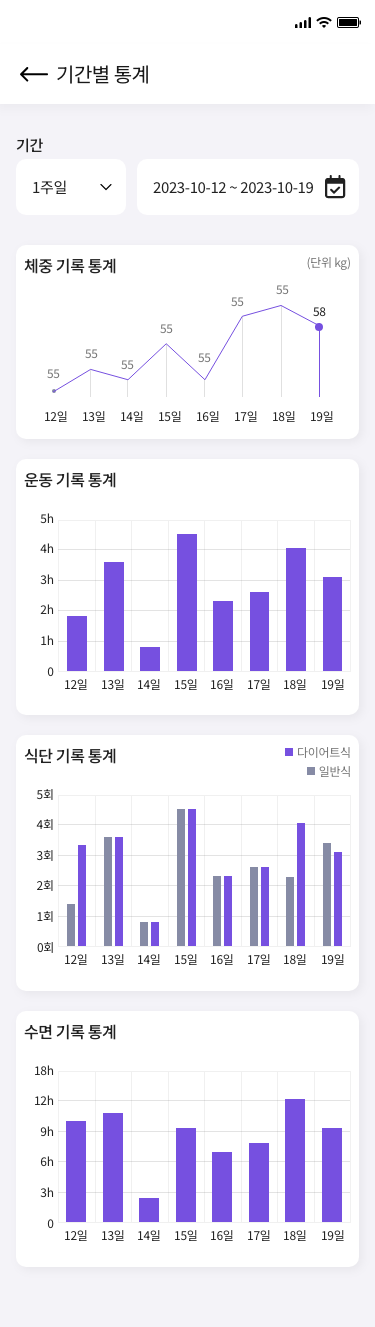 기간별 통계
기간
1주일
2023-10-12 ~ 2023-10-19
체중 기록 통계
(단위 kg)
55 55 55 55 55 55 55 58
12일 13일 14일 15일 16일 17일 18일 19일
운동 기록 통계
5h
4h
3h
2h
1h
0
12일 13일 14일 15일 16일 17일 18일 19일
식단 기록 통계
다이어트식
일반식
5회
4회
3회
2회
1회
0회
12일 13일 14일 15일 16일 17일 18일 19일
수면 기록 통계
18h
12h
9h
6h
3h
0
12일 13일 14일 15일 16일 17일 18일 19일